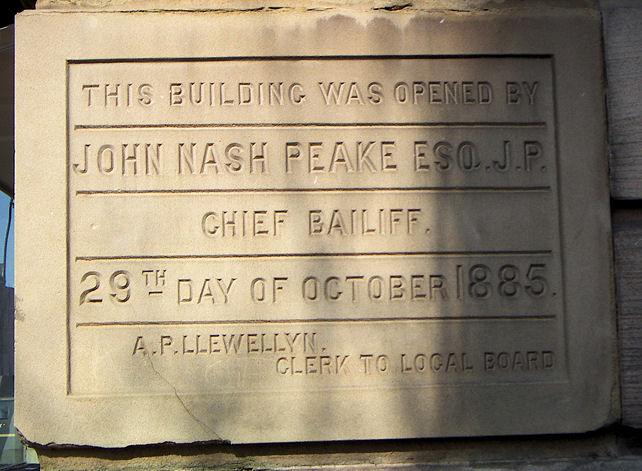 THIS BUILDING WAS OPENED BY
JOHN NASH PEAKE ESQ. J.P.
CHIEF BAILIFF.
29TH DAY OF OCTOBER 1885.
A.P. LLEWELLYN.
CLERK TO LOCAL BOARD